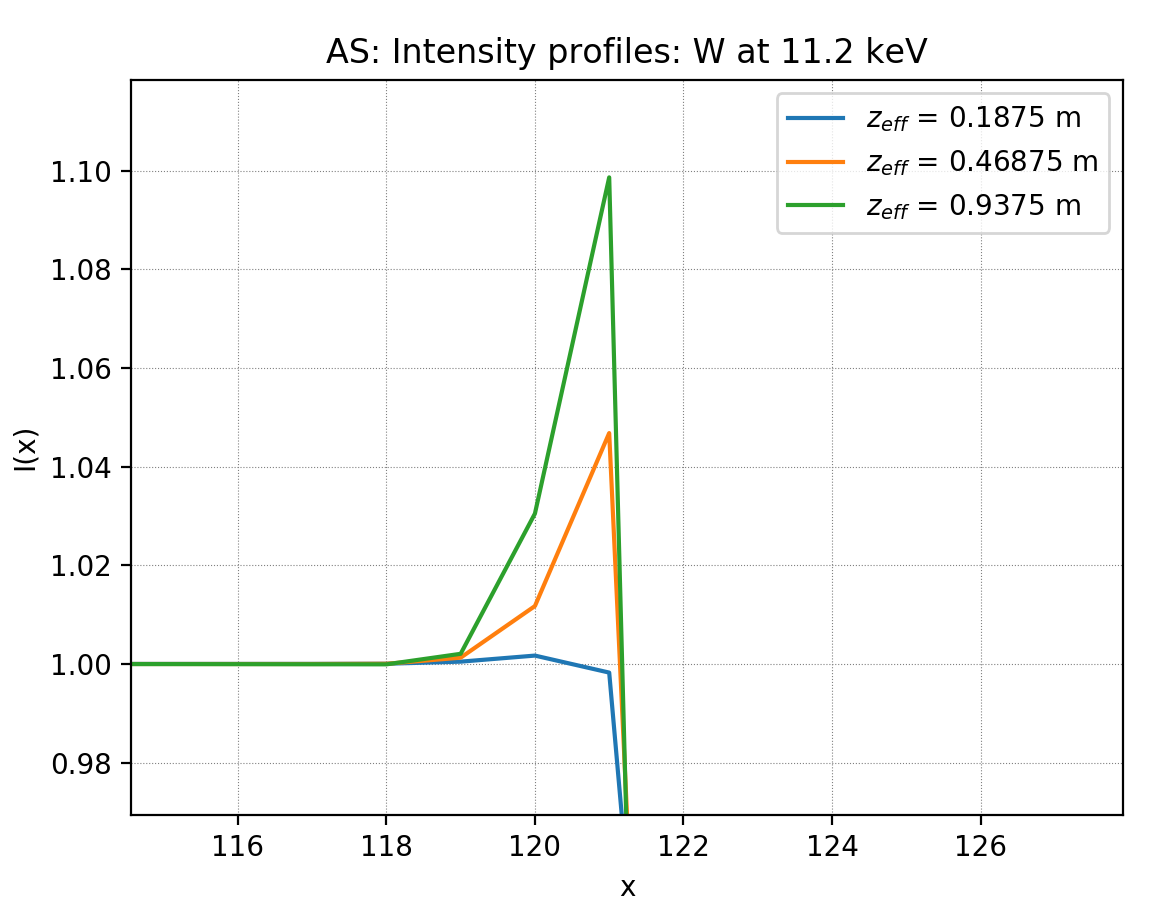 AS: Intensity profiles: W at 11.2 keV
z_eff = 0.1875 m
z_eff = 0.46875 m
z_eff = 0.9375 m
I(x)
1.10
1.08
1.06
1.04
1.02
1.00
0.98
116 118 120 122 124 126
x